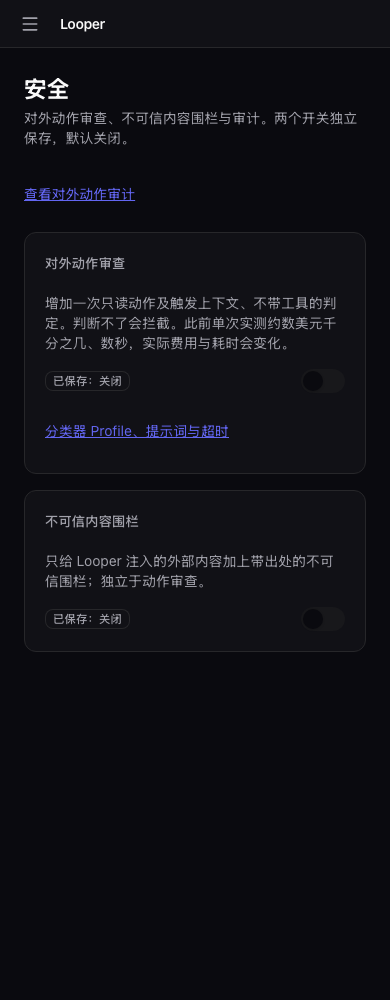 Looper
安全
对外动作审查、不可信内容围栏与审计。两个开关独立
保存，默认关闭。
查看对外动作审计
对外动作审查
增加一次只读动作及触发上下文、不带工具的判
定。判断不了会拦截。此前单次实测约数美元千
分之几、数秒，实际费用与耗时会变化。
已保存：关闭
分类器 Profile、提示词与超时
不可信内容围栏
只给 Looper 注入的外部内容加上带出处的不可
信围栏；独立于动作审查。
已保存：关闭